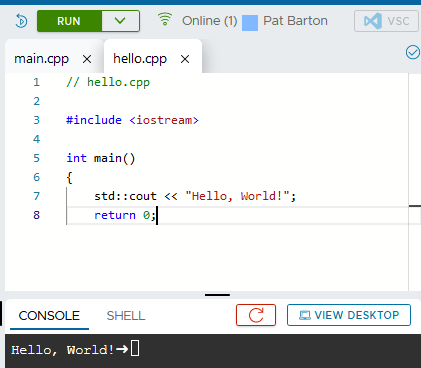 RUN Online (1) Pat Barton VSC
main.cpp × hello.cpp ×
1 // hello.cpp
2
3 #include <iostream>
4
5 int main()
6 {
7 std::cout << "Hello, World!";
8 return 0;
CONSOLE SHELL VIEW DESKTOP
Hello, World!➜